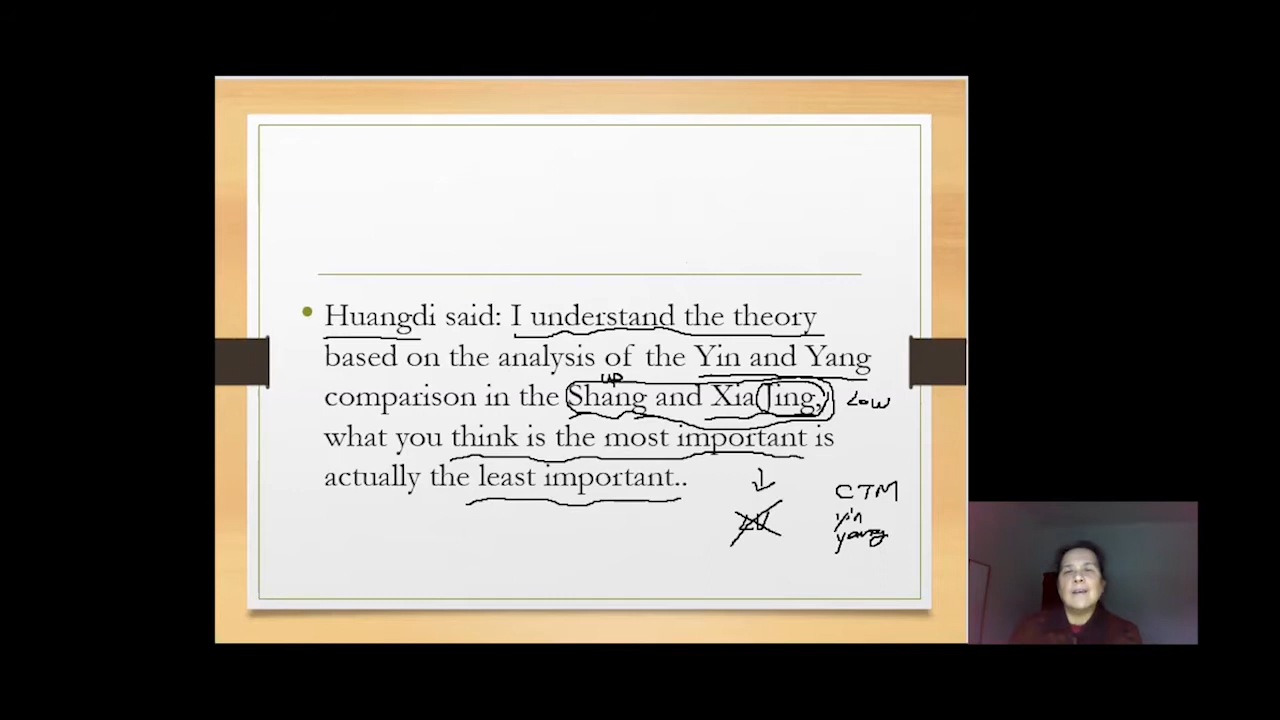 Huangdi said: I understand the theory
based on the analysis of the Yin and Yang
up
comparison in the Shang and Xia Jing,
Low
what you think is the most important is
actually the least important..
CTM
Yin
yang